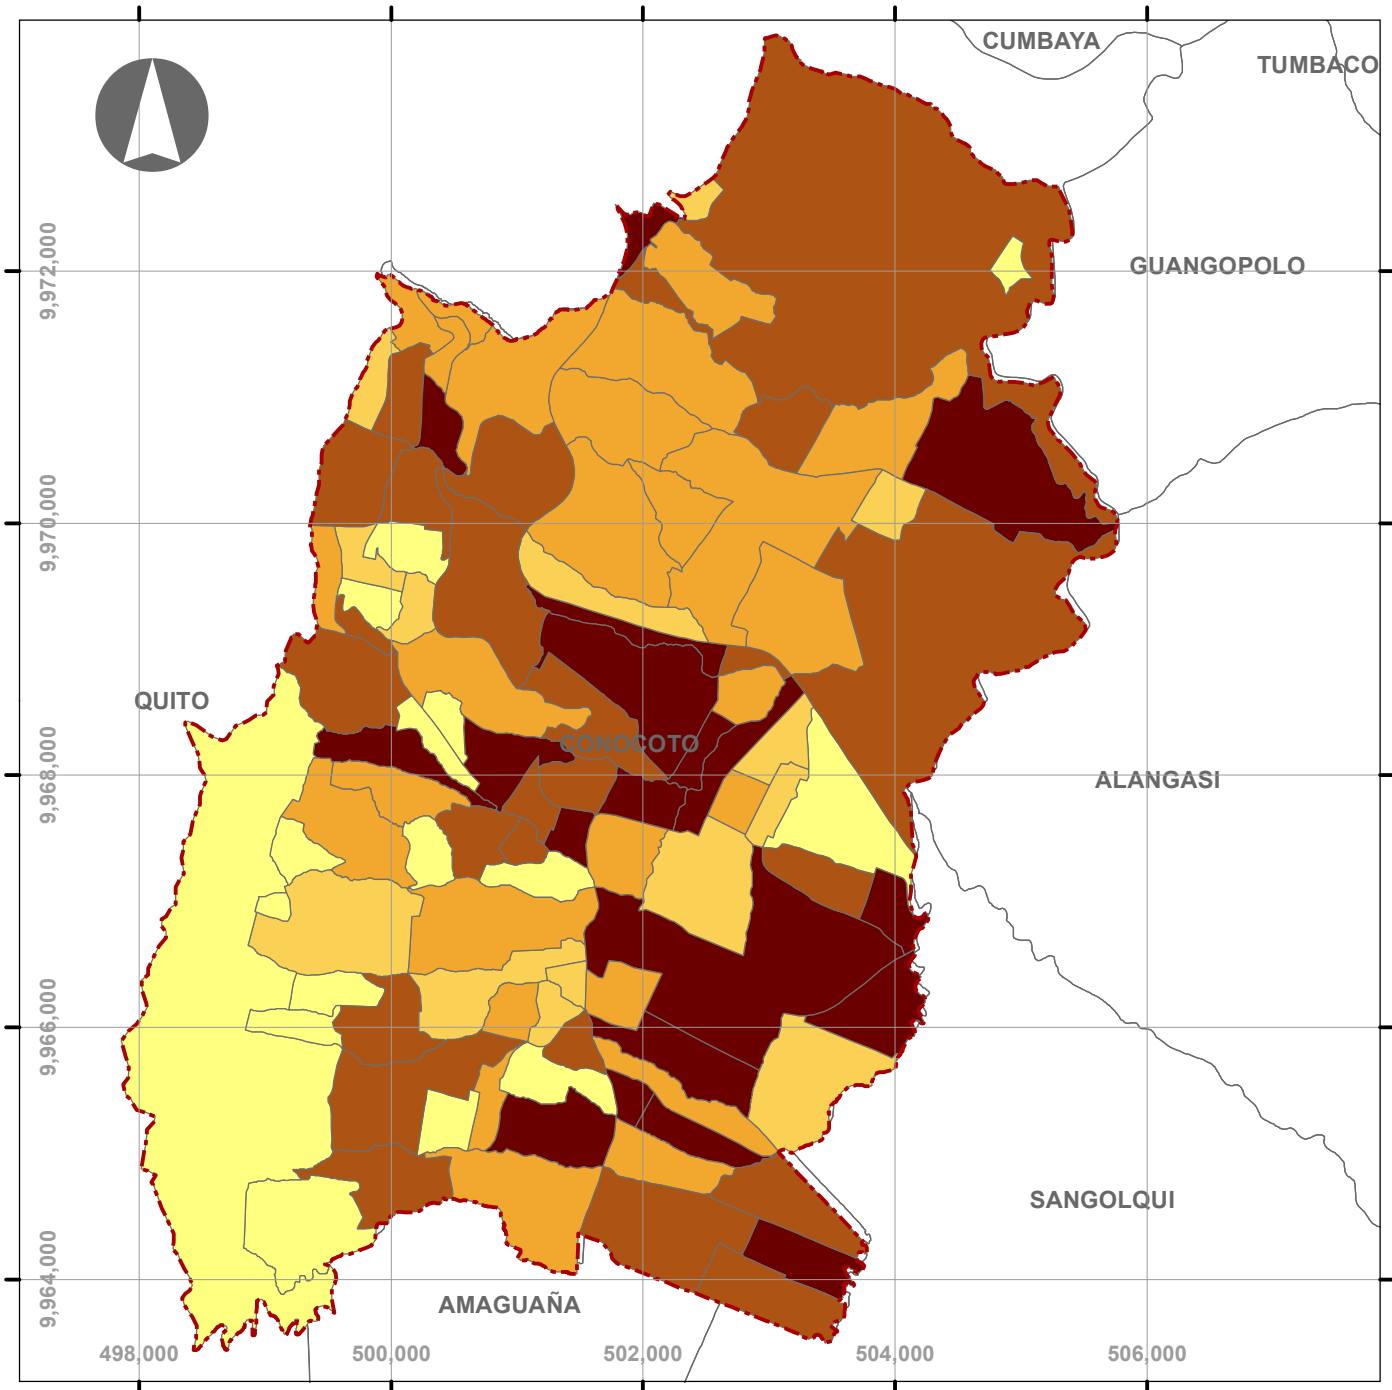 CUMBAYA
TUMBACO
GUANGOPOLO
9,972,000
9,970,000
QUITO
CONOCOTO
ALANGASI
9,968,000
9,966,000
SANGOLQUI
9,964,000
AMAGUAÑA
498,000
500,000
502,000
504,000
506,000